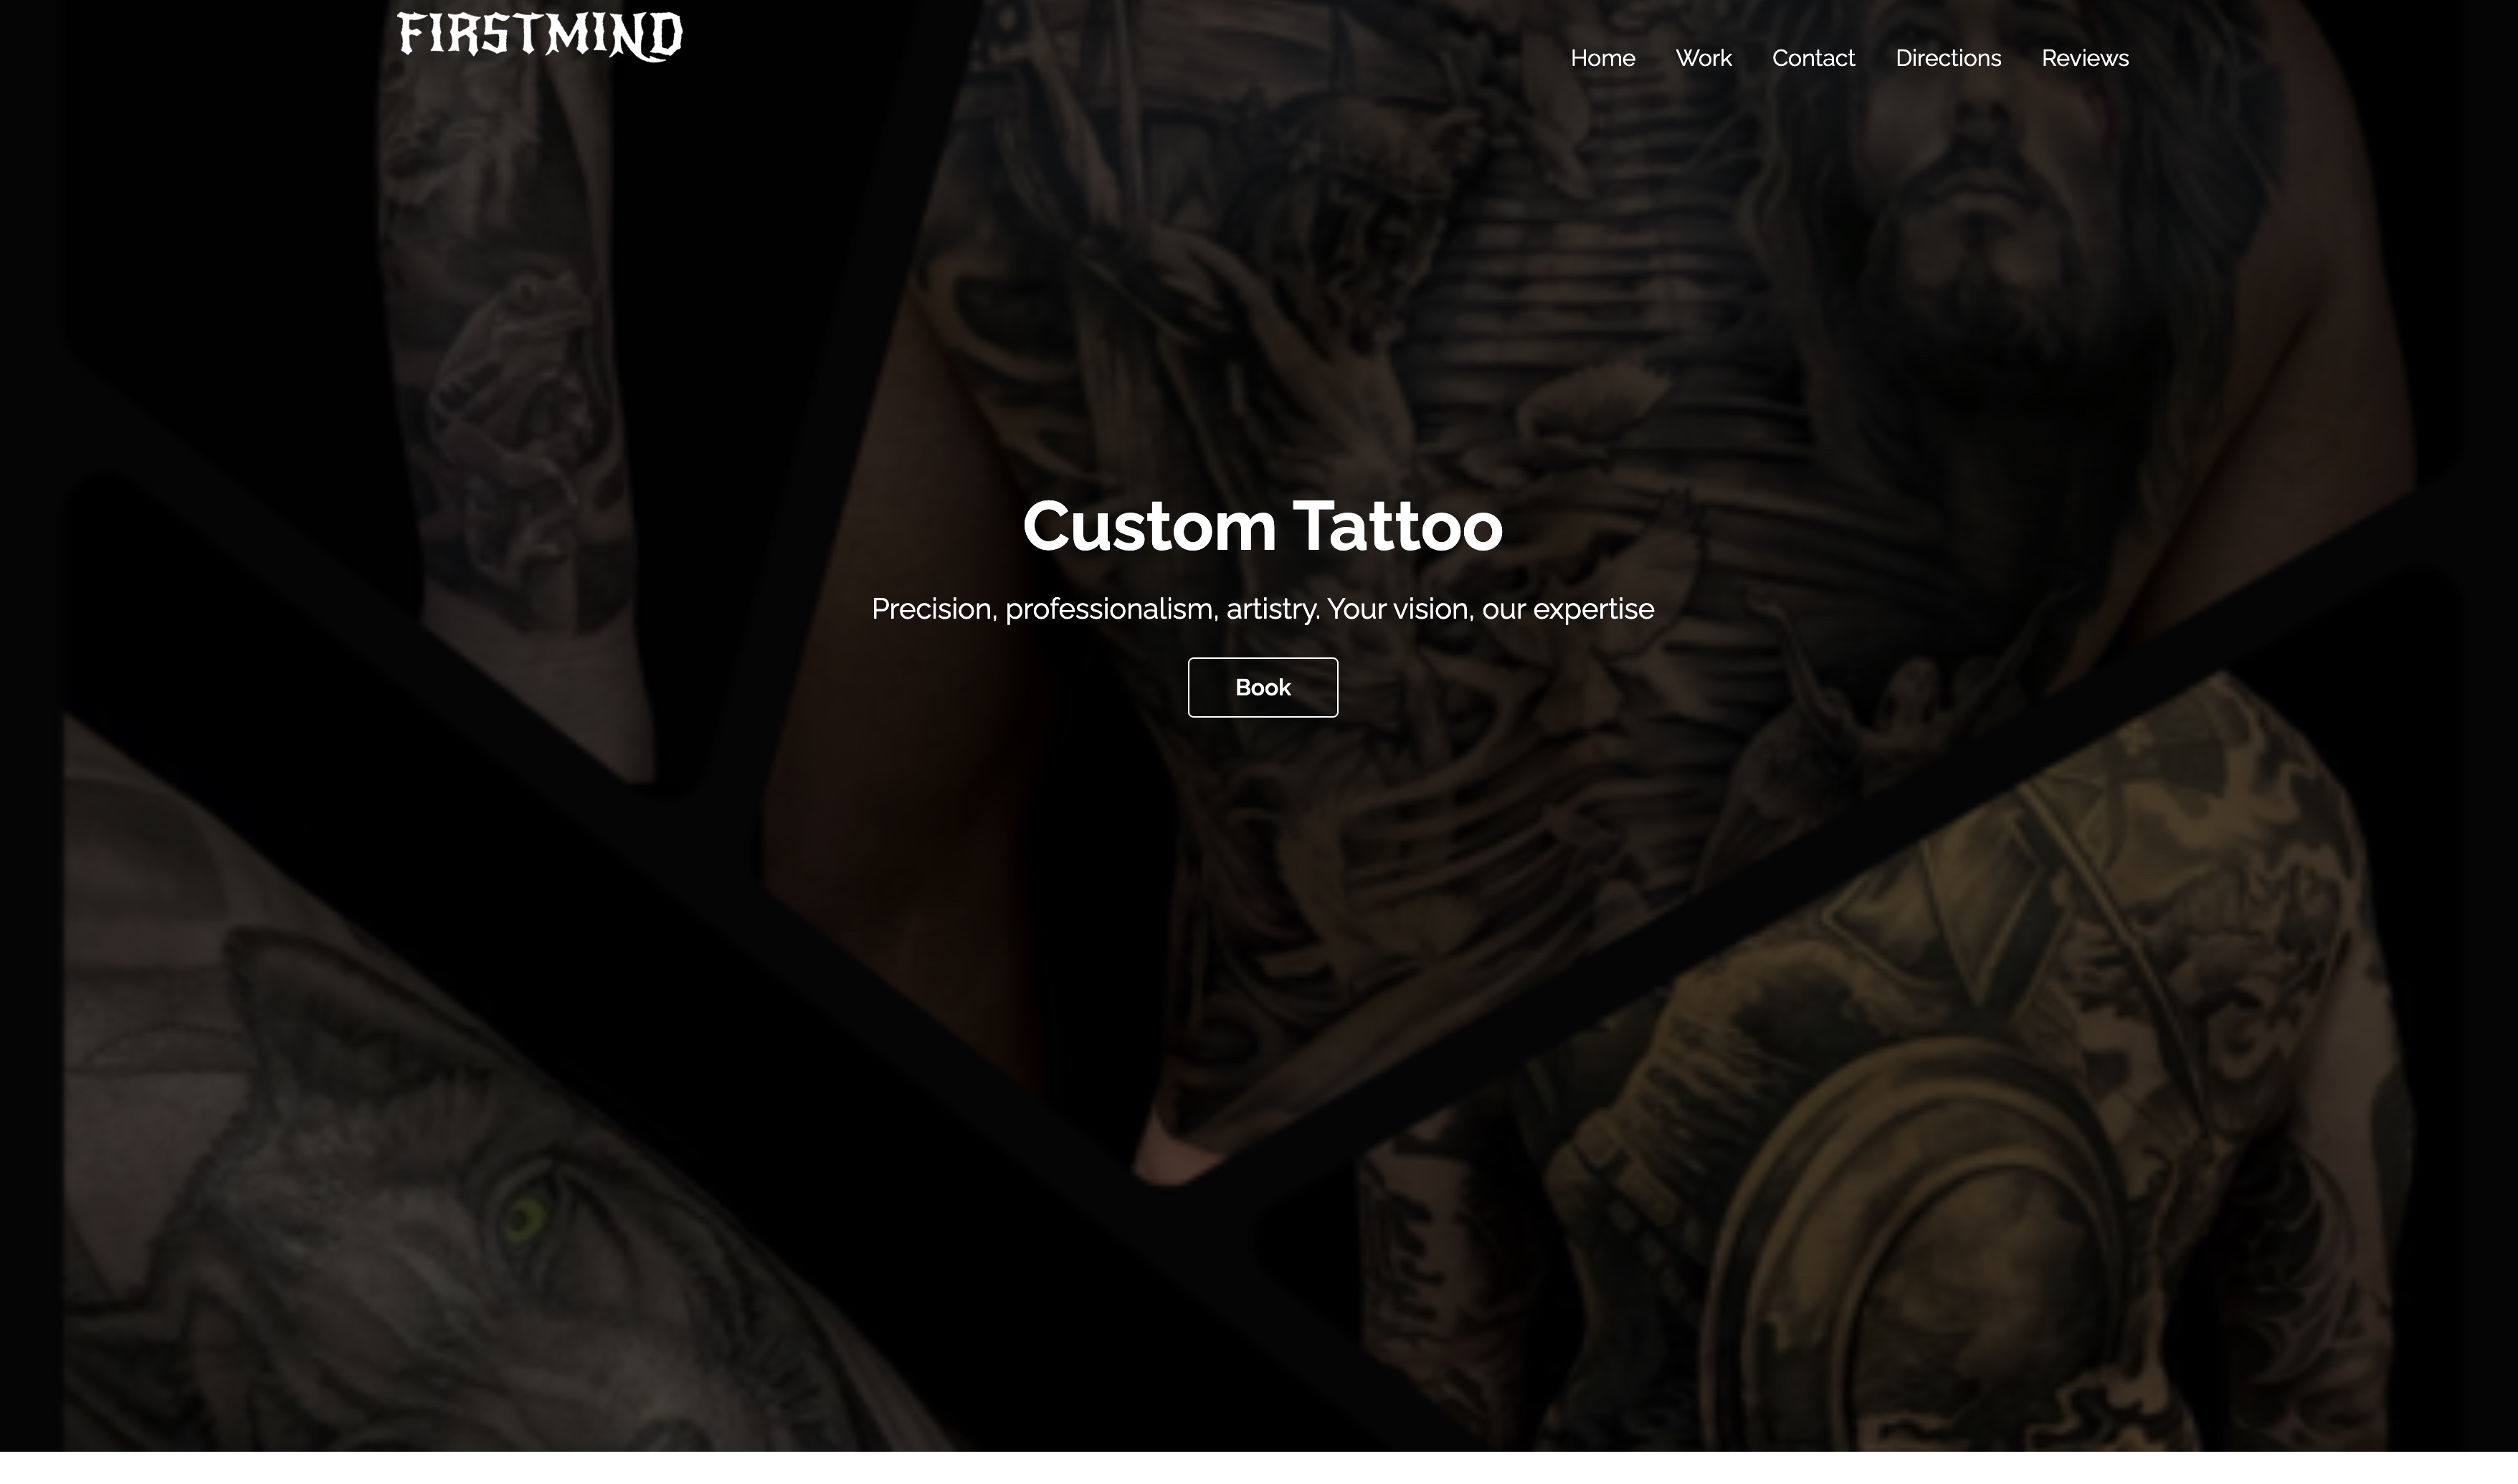 FIRSTMIND
Home Work Contact Directions Reviews
Custom Tattoo
Precision, professionalism, artistry. Your vision, our expertise
Book